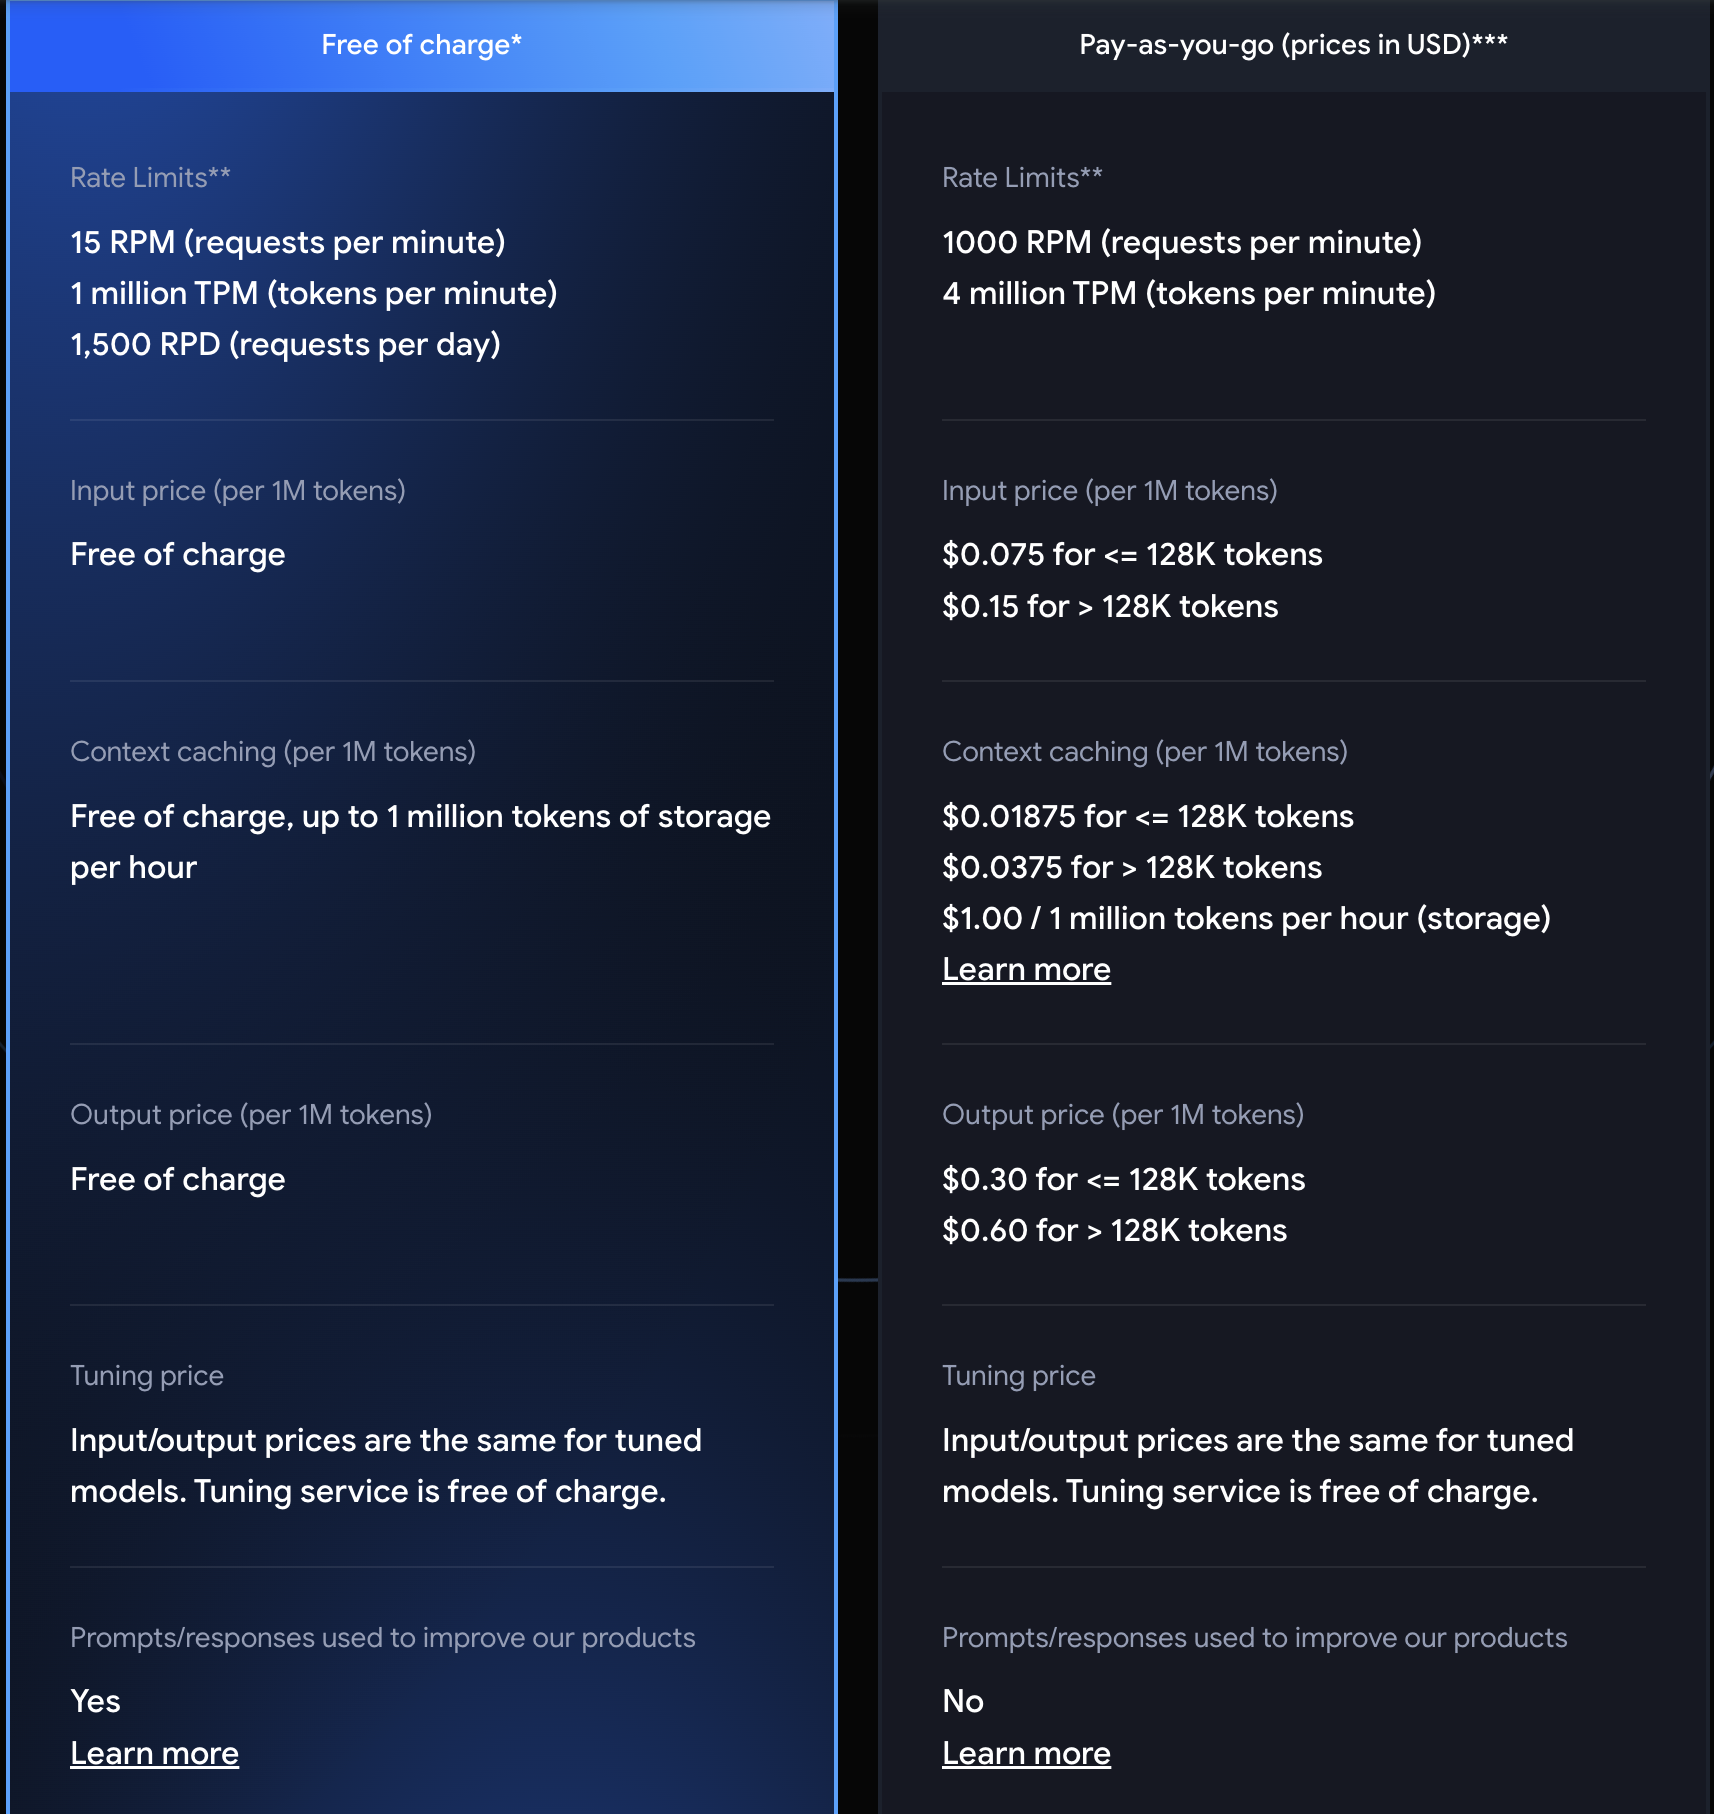 Free of charge*
Rate Limits**
15 RPM (requests per minute)
1 million TPM (tokens per minute)
1,500 RPD (requests per day)
Input price (per 1M tokens)
Free of charge
Context caching (per 1M tokens)
Free of charge, up to 1 million tokens of storage
per hour
Output price (per 1M tokens)
Free of charge
Tuning price
Input/output prices are the same for tuned
models. Tuning service is free of charge.
Prompts/responses used to improve our products
Yes
Learn more
Pay-as-you-go (prices in USD)***
Rate Limits**
1000 RPM (requests per minute)
4 million TPM (tokens per minute)
Input price (per 1M tokens)
$0.075 for <= 128K tokens
$0.15 for > 128K tokens
Context caching (per 1M tokens)
$0.01875 for <= 128K tokens
$0.0375 for > 128K tokens
$1.00 / 1 million tokens per hour (storage)
Learn more
Output price (per 1M tokens)
$0.30 for <= 128K tokens
$0.60 for > 128K tokens
Tuning price
Input/output prices are the same for tuned
models. Tuning service is free of charge.
Prompts/responses used to improve our products
No
Learn more